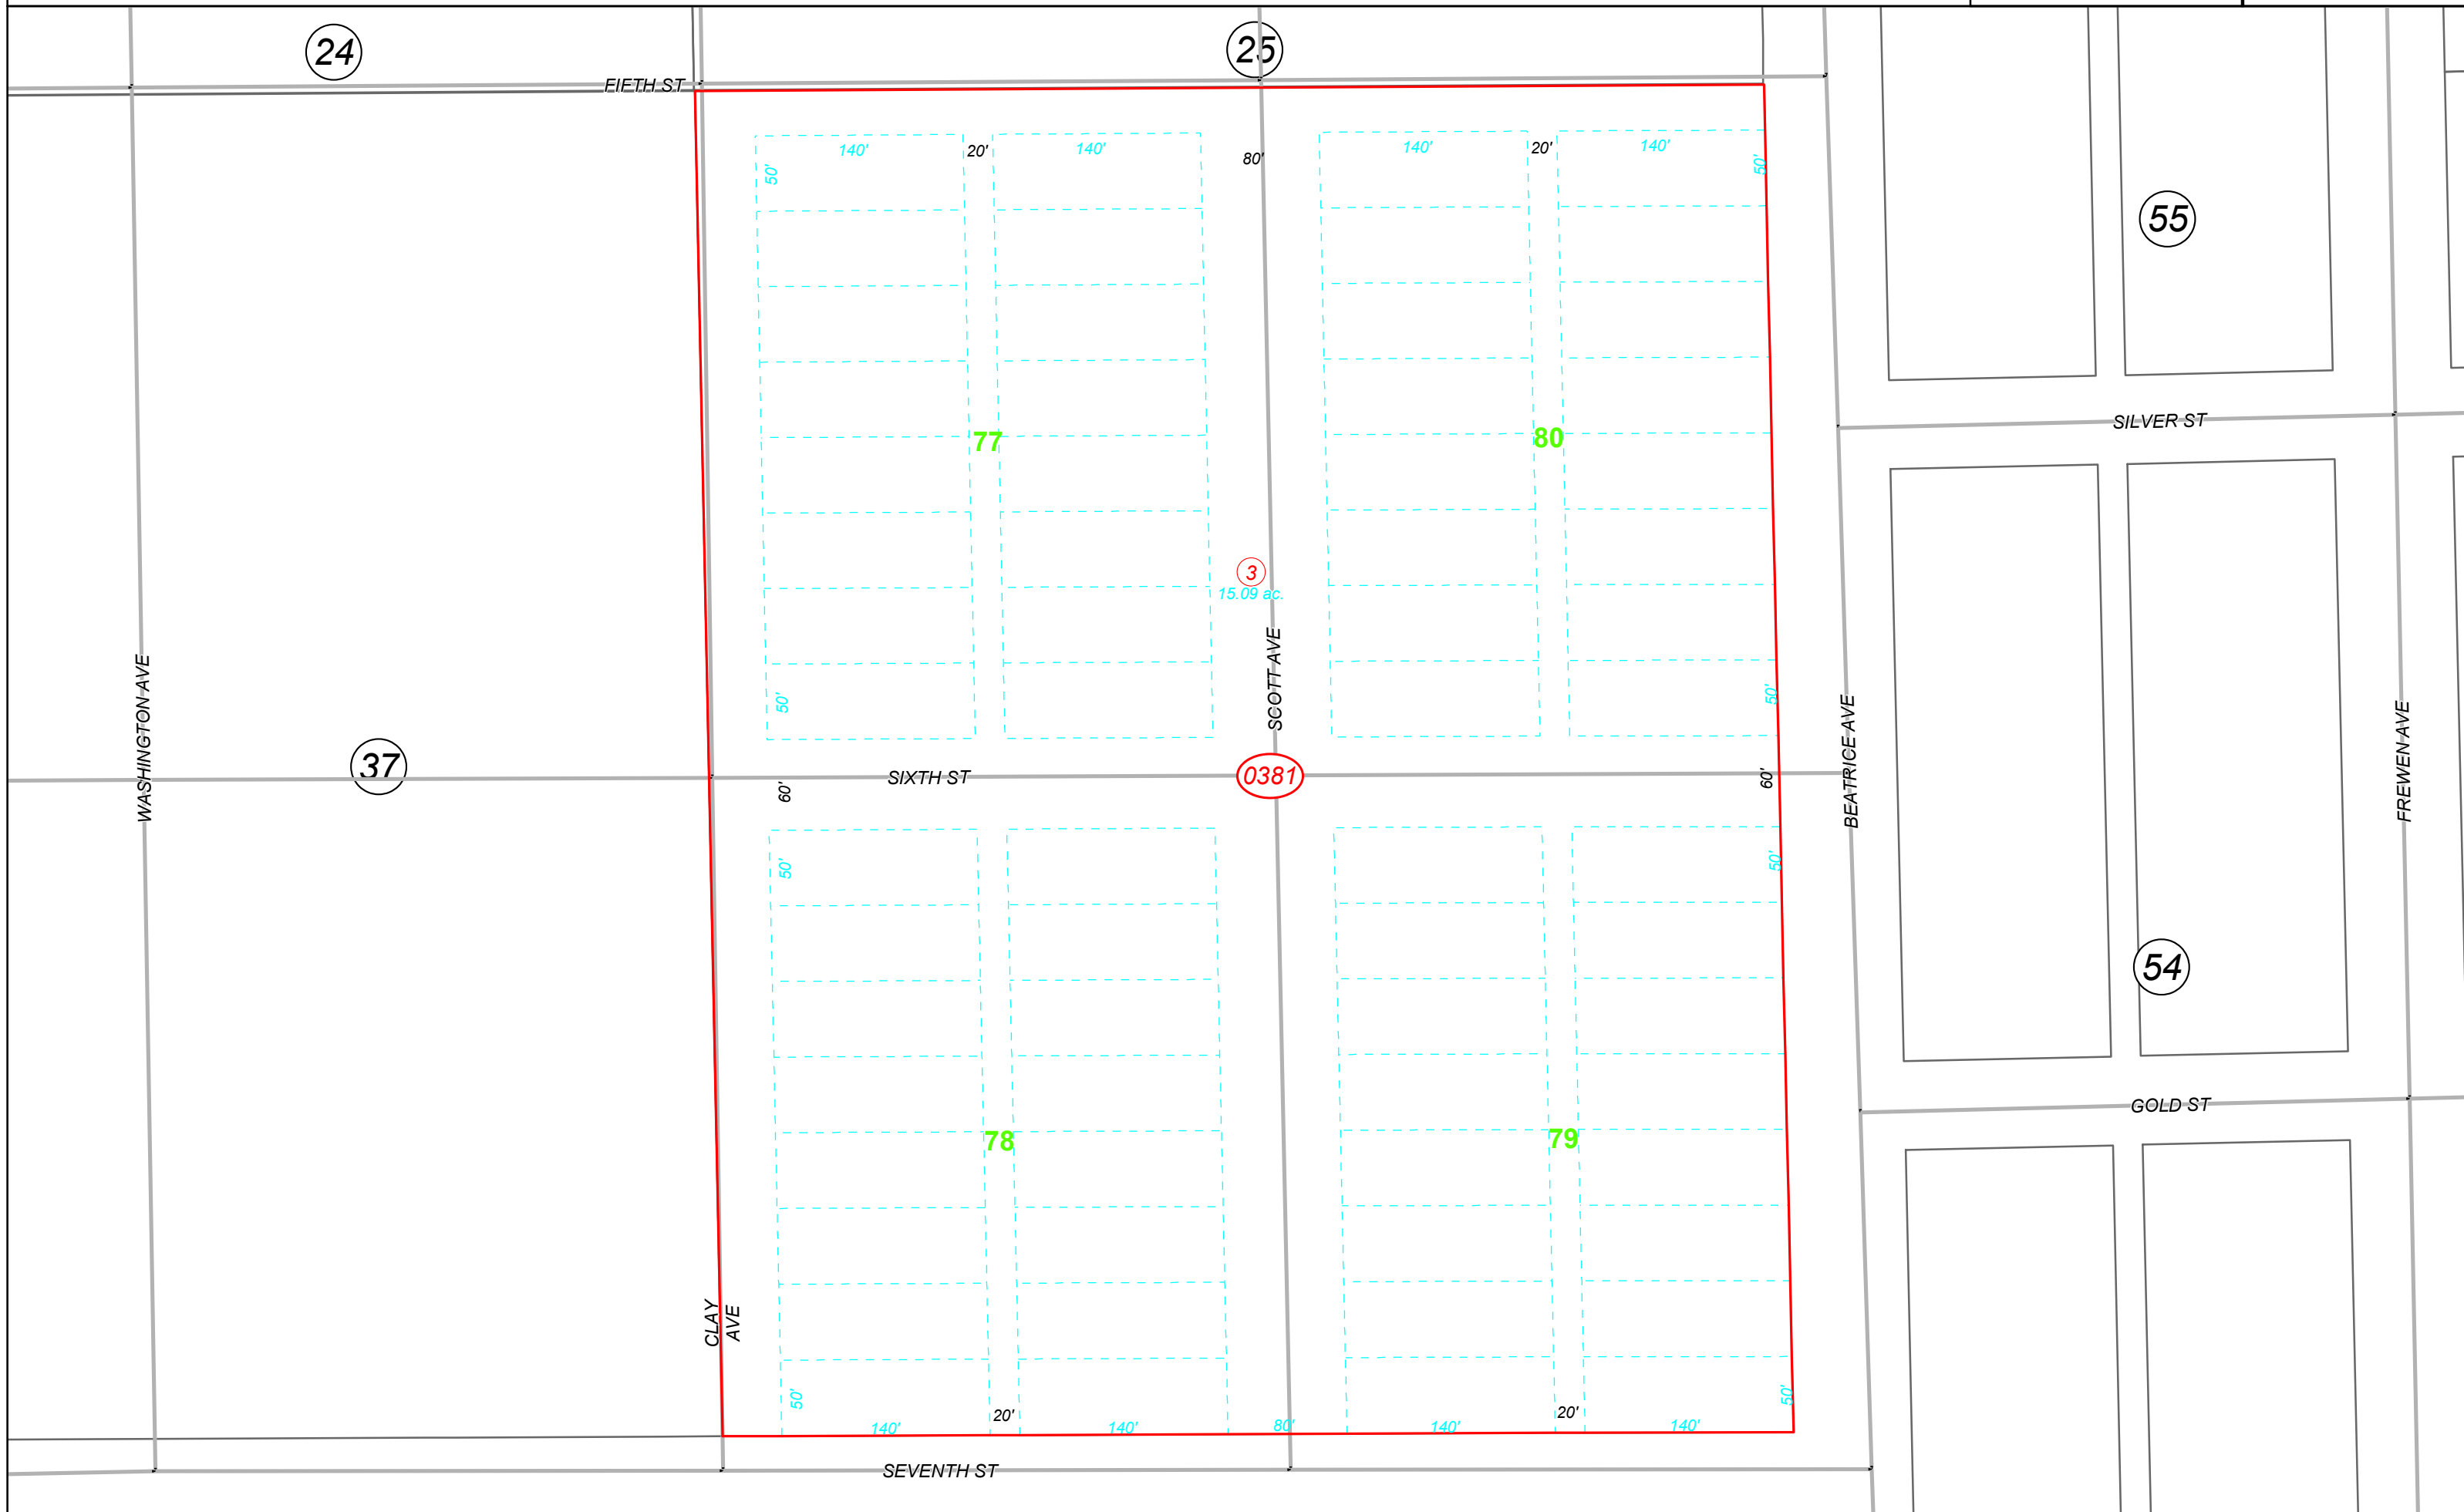 24
25
FIFTH ST
140'
20'
140'
80'
140'
20'
140'
50'
50'
55
SILVER ST
77
80
3
15.09 ac.
SCOTT AVE
WASHINGTON AVE
50'
50'
BEATRICE AVE
FREWEN AVE
37
SIXTH ST
0381
60'
60'
50'
50'
54
GOLD ST
78
79
CLAY
AVE
50'
50'
140'
20'
140'
80'
140'
20'
140'
SEVENTH ST